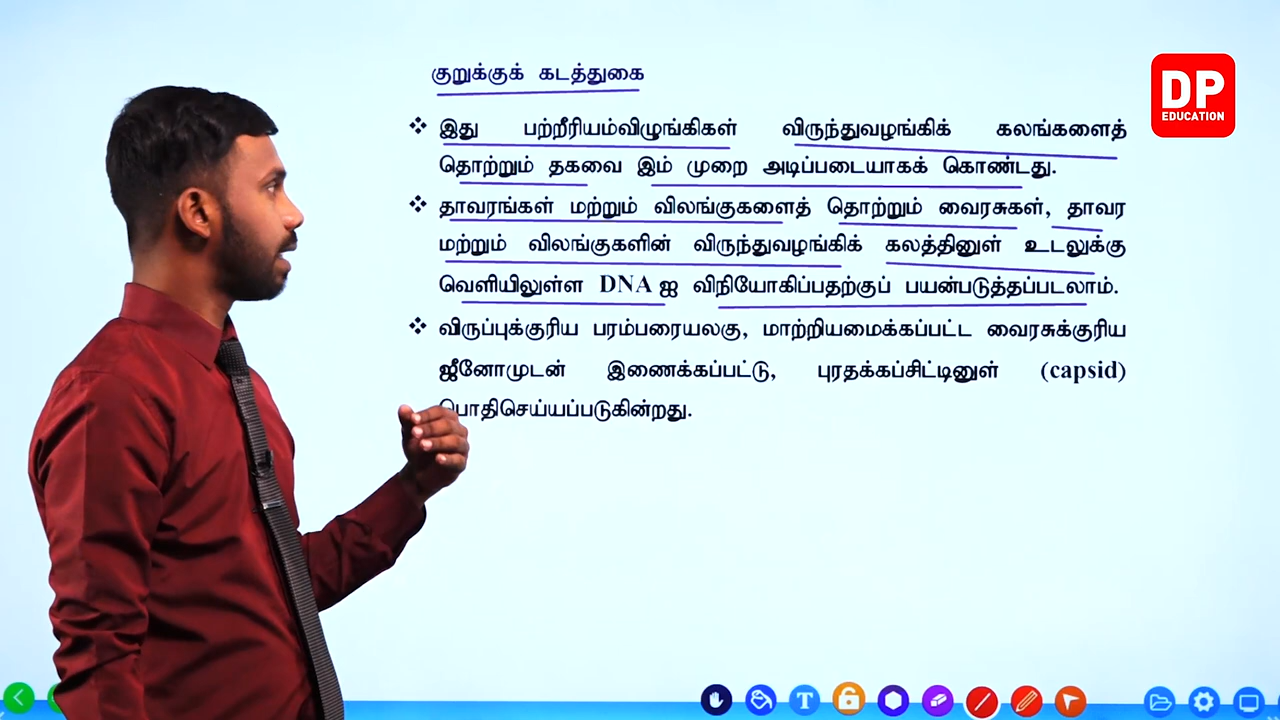 குறுக்குக் கடத்துகை
DP
EDUCATION
❖ இது பற்றீரியம்விழுங்கிகள் விருந்துவழங்கிக் கலங்களைத்
தொற்றும் தகவை இம் முறை அடிப்படையாகக் கொண்டது.
❖ தாவரங்கள் மற்றும் விலங்குகளைத் தொற்றும் வைரசுகள், தாவர
மற்றும் விலங்குகளின் விருந்துவழங்கிக் கலத்தினுள் உடலுக்கு
வெளியிலுள்ள DNA ஐ வினியோகிப்பதற்குப் பயன்படுத்தப்படலாம்.
❖ விருப்புக்குரிய பரம்பரையலகு, மாற்றியமைக்கப்பட்ட வைரசுக்குரிய
ஜீனோமுடன் இணைக்கப்பட்டு, புரதக்கப்சிட்டினுள் (capsid)
பொதிசெய்யப்படுகின்றது.